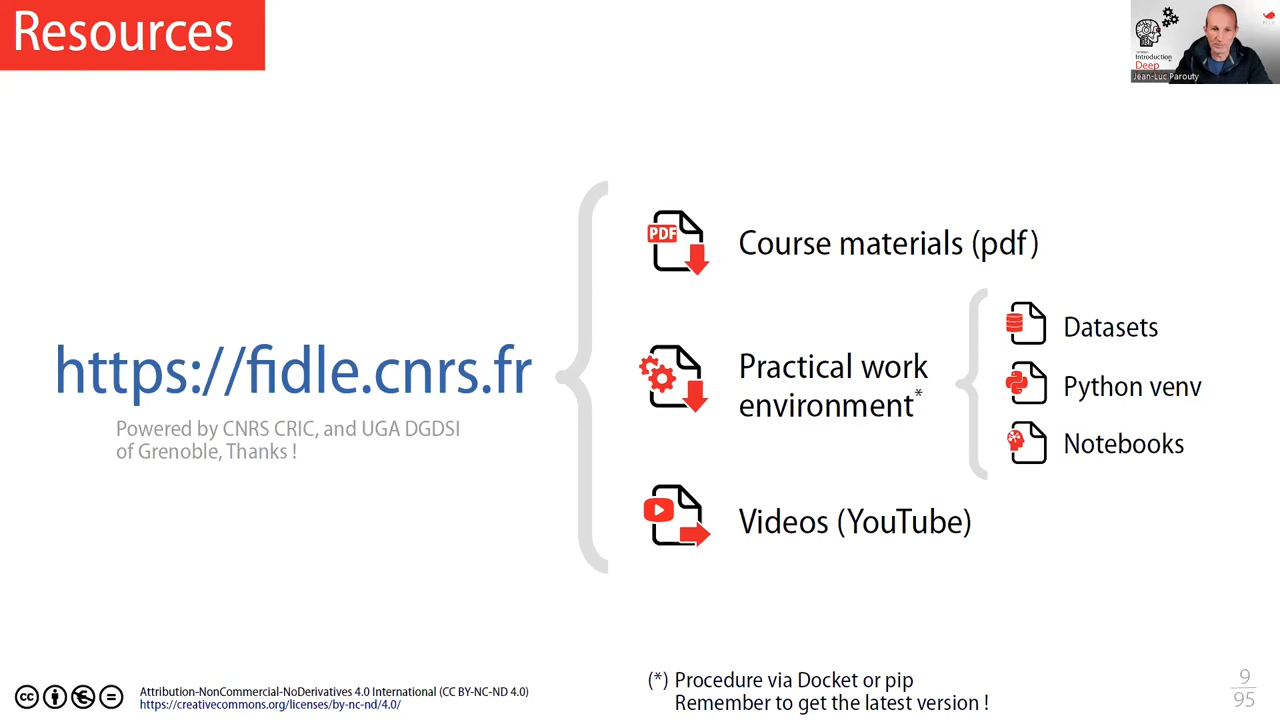 Resources
Introduction
Deep
Jean-Luc Parouty
PDF
Course materials (pdf)
https://fidle.cnrs.fr
Powered by CNRS CRIC, and UGA DGDSI
of Grenoble, Thanks !
Practical work
environment*
Datasets
Python venv
Notebooks
Videos (YouTube)
cc
Attribution-NonCommercial-NoDerivatives 4.0 International (CC BY-NC-ND 4.0)
https://creativecommons.org/licenses/by-nc-nd/4.0/
(*) Procedure via Docket or pip
Remember to get the latest version !
9
95